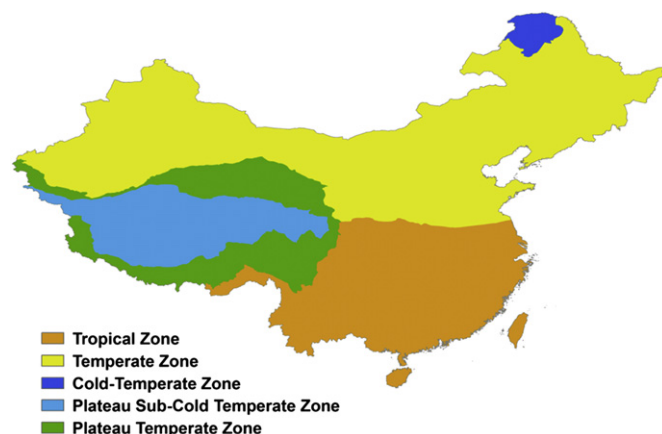 Tropical Zone
Temperate Zone
Cold-Temperate Zone
Plateau Sub-Cold Temperate Zone
Plateau Temperate Zone